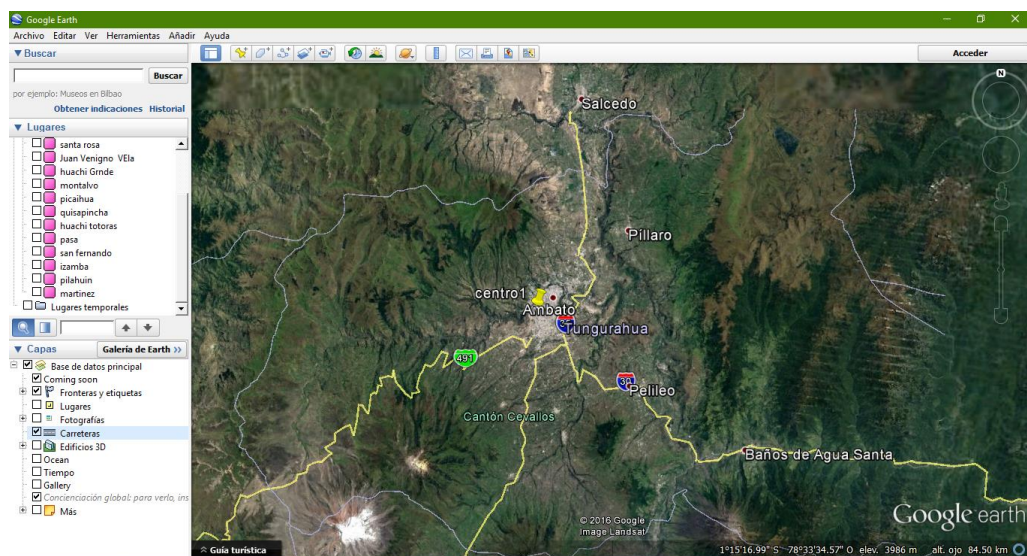 Google Earth
Archivo Editar Ver Herramientas Añadir Ayuda
▼ Buscar
Buscar
por ejemplo: Museos en Bilbao
Obtener indicaciones Historial
▼ Lugares
santa rosa
Juan Venigno VEla
huachi Grnde
montalvo
picaihua
quisapincha
huachi totoras
pasa
san fernando
izamba
pilahuin
martinez
Lugares temporales
▼ Capas
Galería de Earth >>
Base de datos principal
Coming soon
Fronteras y etiquetas
Lugares
Fotografías
Carreteras
Edificios 3D
Ocean
Tiempo
Gallery
Concienciación global: para verlo, ins
Más
Acceder
N
Salcedo
Píllaro
centro1
Ambato
Tungurahua
491
Pelileo
Cantón Cevallos
Baños de Agua Santa
© 2016 Google
Image Landsat
Google earth
Guía turística
1°15'16.99" S 78°33'34.57" O elev. 3986 m alt. ojo 84.50 km